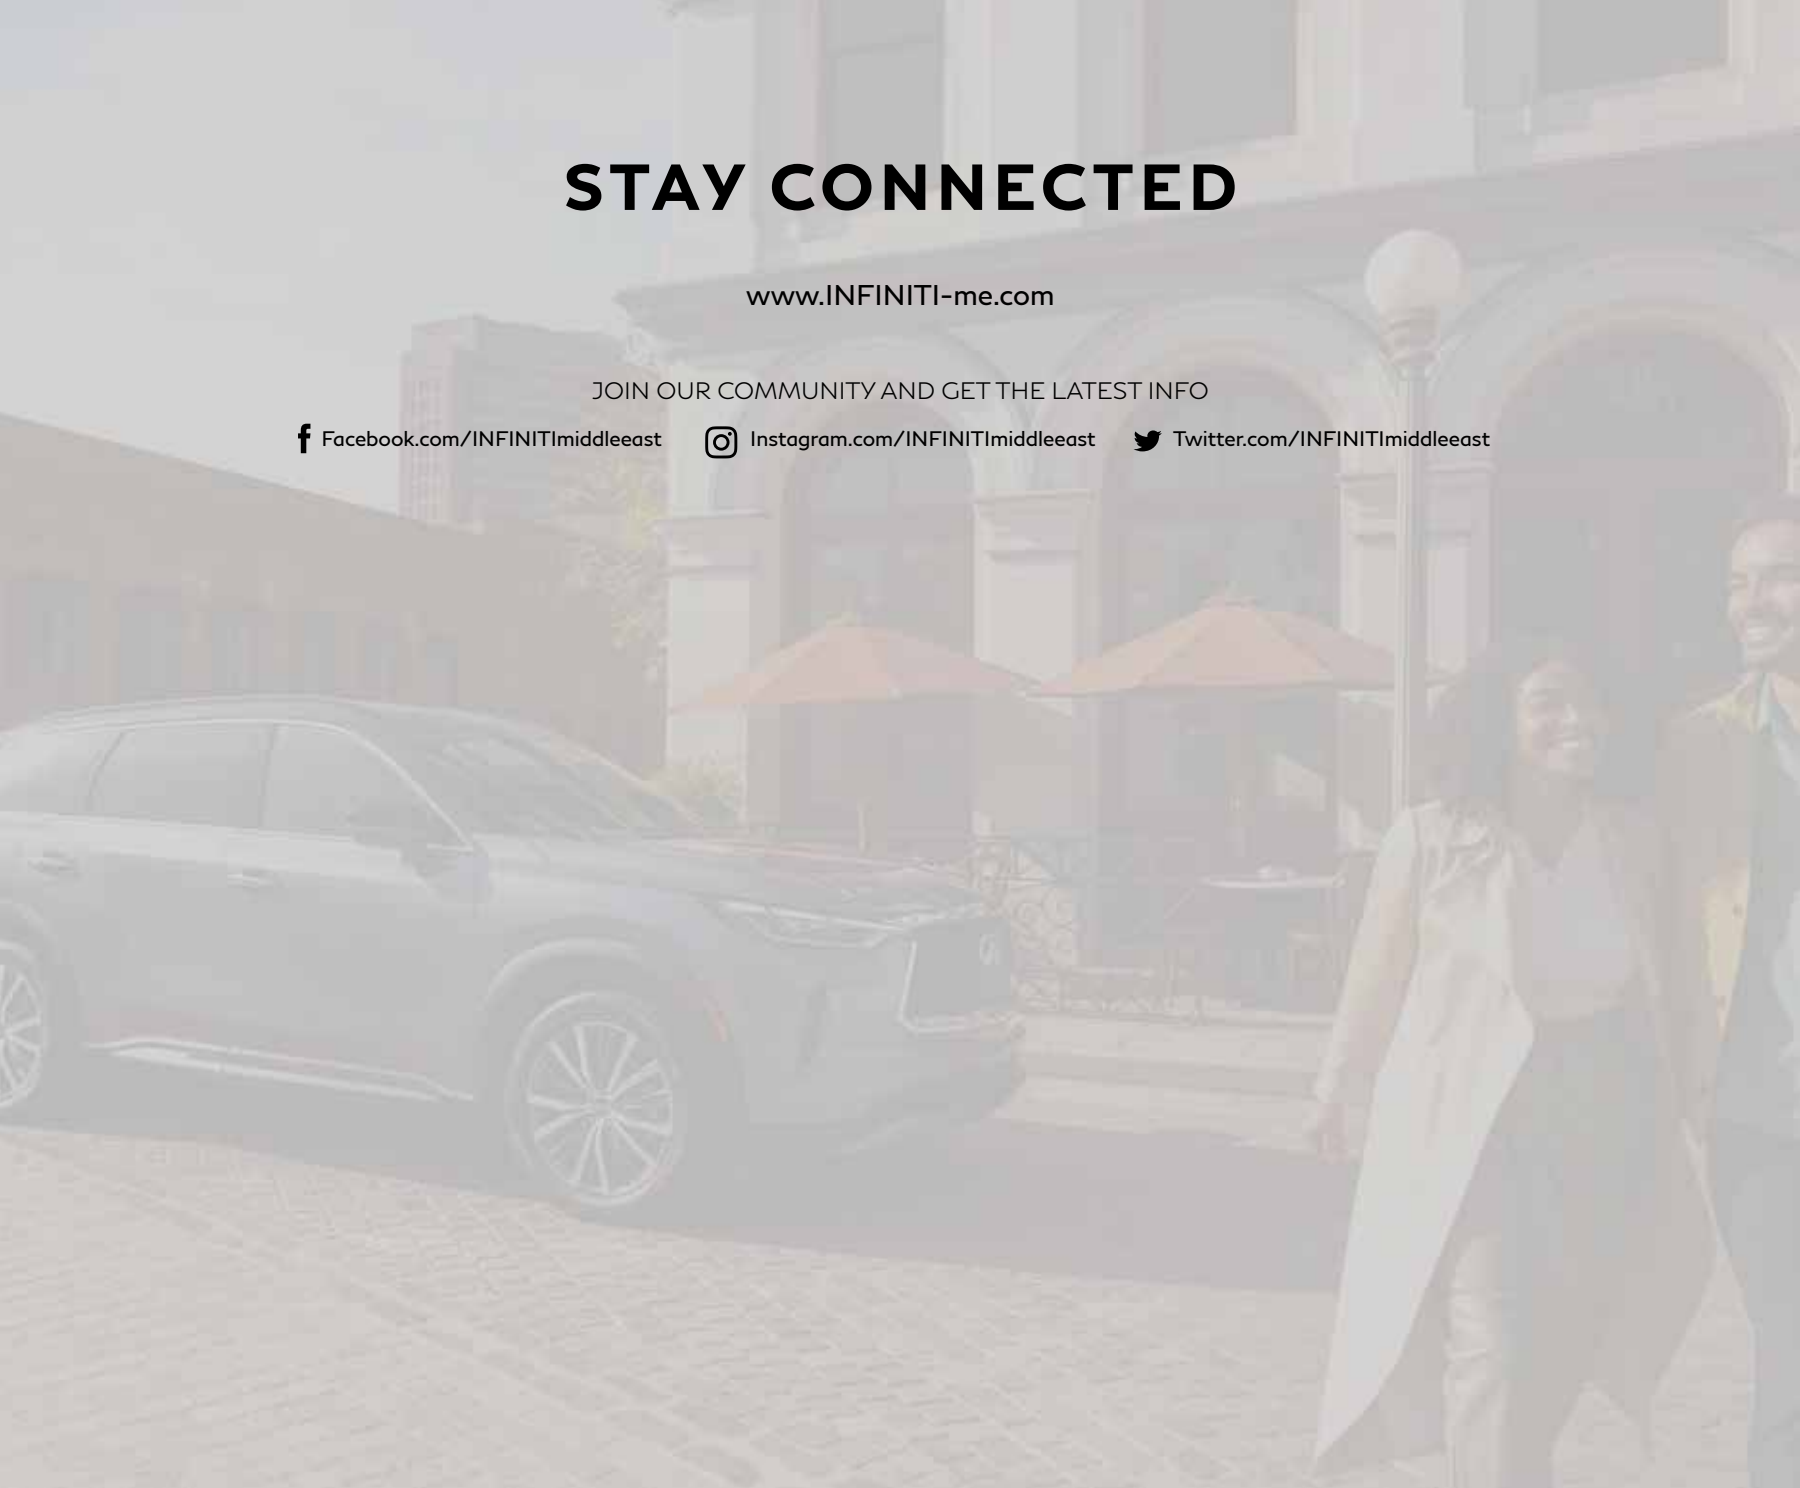 STAY CONNECTED
www.INFINITI-me.com
JOIN OUR COMMUNITY AND GET THE LATEST INFO
Facebook.com/INFINITImiddleeast Instagram.com/INFINITImiddleeast Twitter.com/INFINITImiddleeast